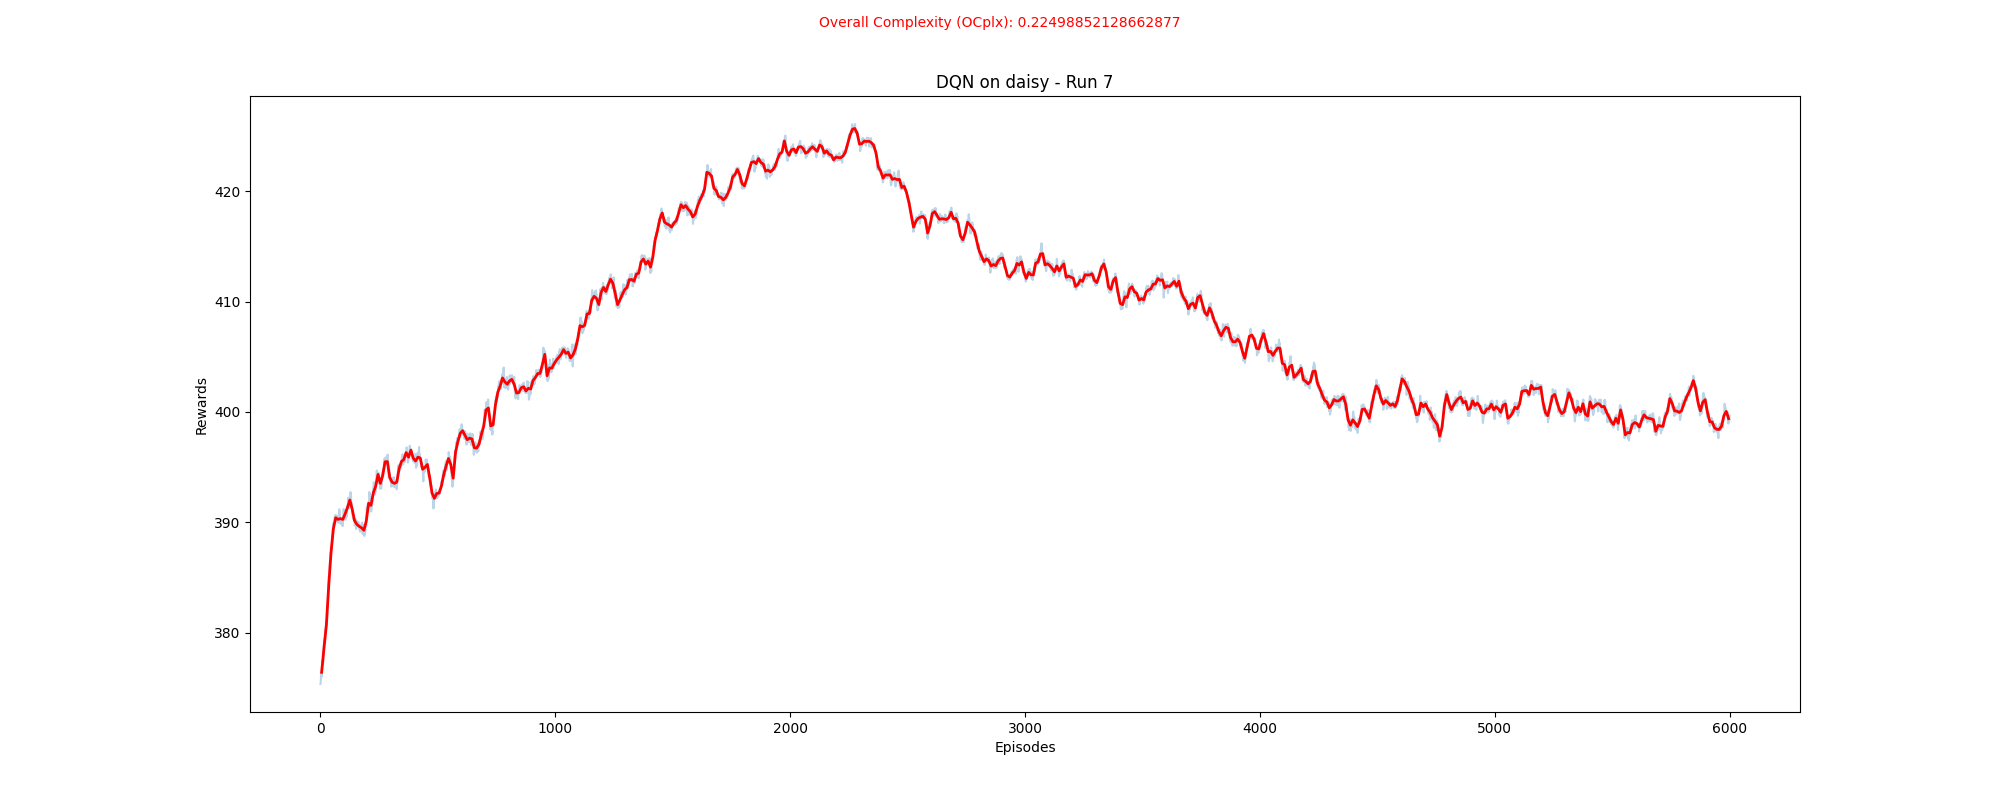 Overall Complexity (OCplx): 0.22498852128662877
DQN on daisy - Run 7
Rewards
420
410
400
390
380
0 1000 2000 3000 4000 5000 6000
Episodes